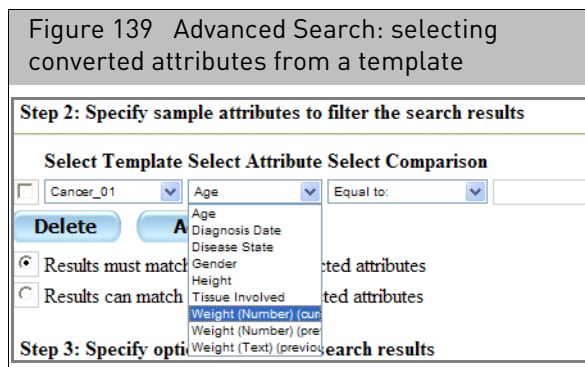 Figure 139 Advanced Search: selecting
converted attributes from a template
Step 2: Specify sample attributes to filter the search results
Select Template Select Attribute Select Comparison
Cancer_01 Age Equal to:
Delete A
Age
Diagnosis Date
Disease State
Gender
Height
Tissue Involved
Weight (Number) (cur
Weight (Number) (pre
Weight (Text) (previou
Results must match cted attributes
Results can match cted attributes
Step 3: Specify opti search results